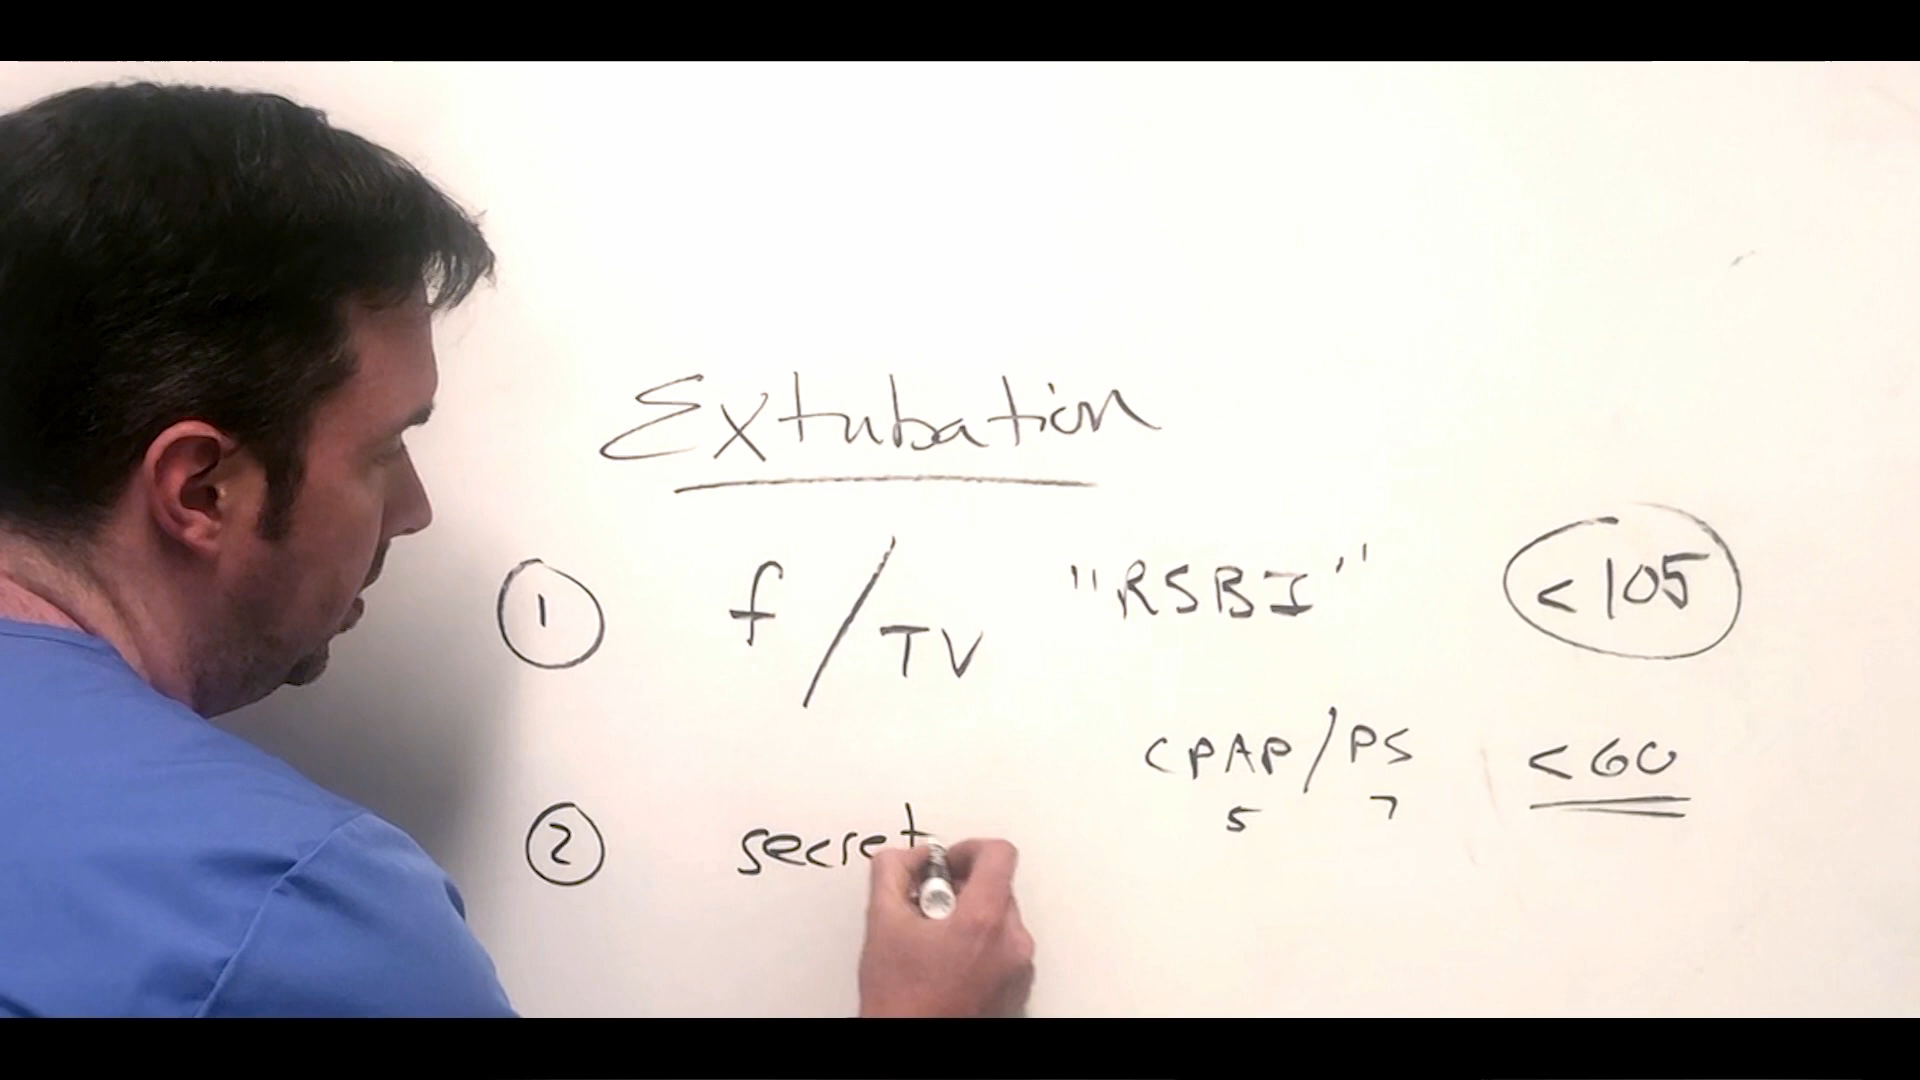 Extubation
1 f/TV "RSBI" <105
CPAP/PS <60
5 7
2 secret